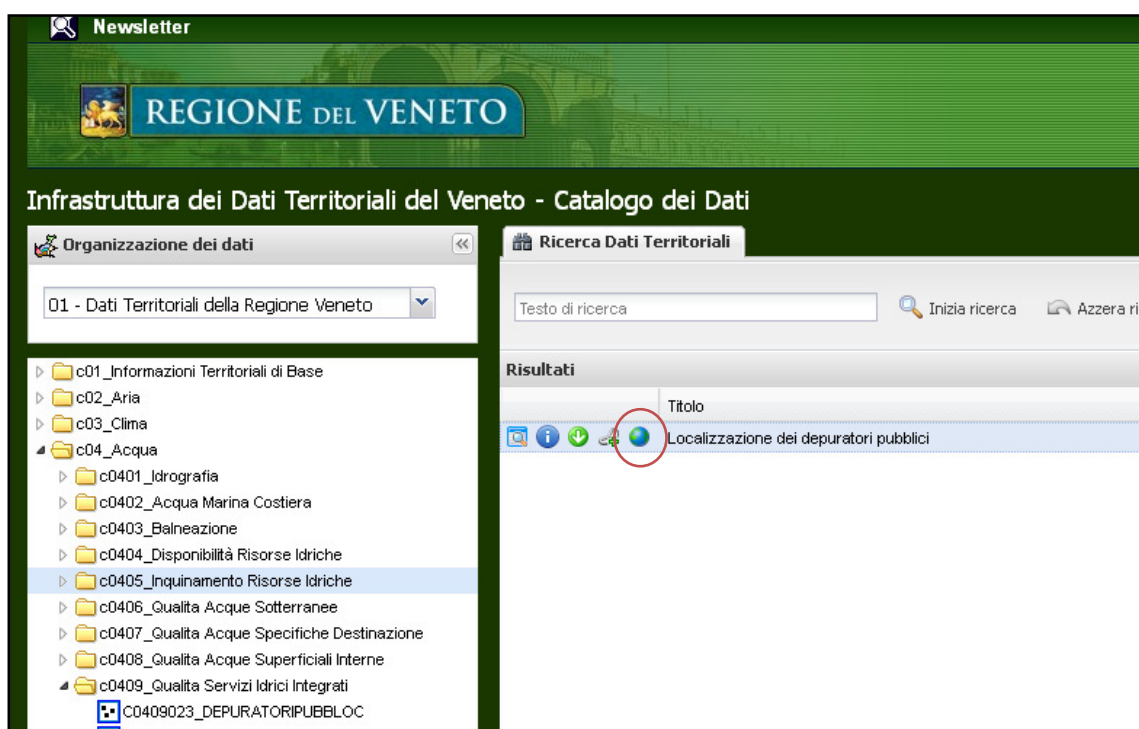 Newsletter
REGIONE DEL VENETO
Infrastruttura dei Dati Territoriali del Veneto - Catalogo dei Dati
Organizzazione dei dati
01 - Dati Territoriali della Regione Veneto
c01_Informazioni Territoriali di Base
c02_Aria
c03_Clima
c04_Acqua
c0401_Idrografia
c0402_Acqua Marina Costiera
c0403_Balneazione
c0404_Disponibilità Risorse Idriche
c0405_Inquinamento Risorse Idriche
c0406_Qualita Acque Sotterranee
c0407_Qualita Acque Specifiche Destinazione
c0408_Qualita Acque Superficiali Interne
c0409_Qualita Servizi Idrici Integrati
C0409023_DEPURATORIPUBBLOC
Ricerca Dati Territoriali
Testo di ricerca
Inizia ricerca
Azzera ri
Risultati
Titolo
Localizzazione dei depuratori pubblici